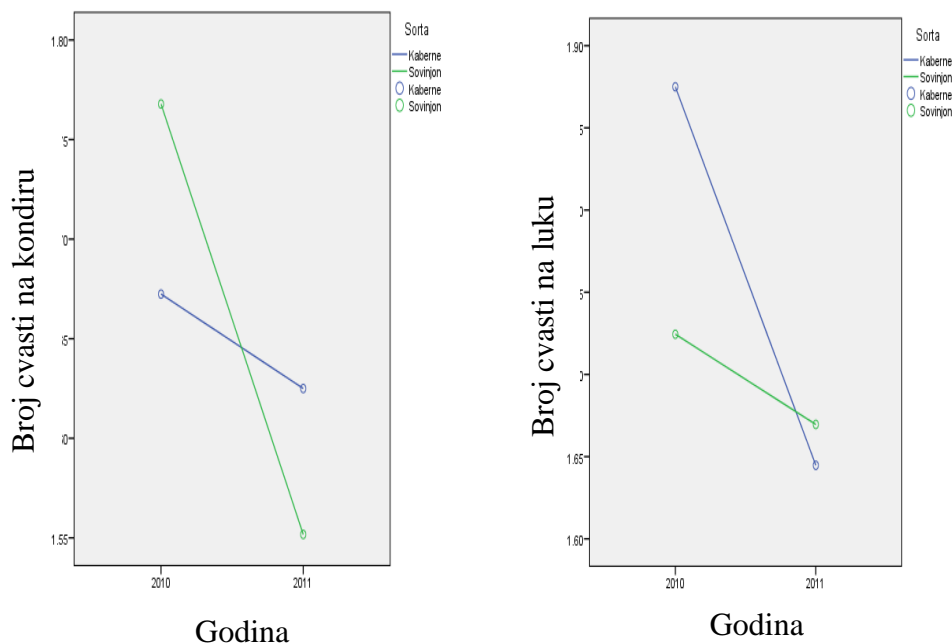 Broj cvasti na kondiru
1.80
1.55
2010
2011
Godina
Sorta
Kaberne
Sovinjon
Kaberne
Sovinjon
Broj cvasti na luku
1.90
1.65
1.60
2010
2011
Godina
Sorta
Kaberne
Sovinjon
Kaberne
Sovinjon